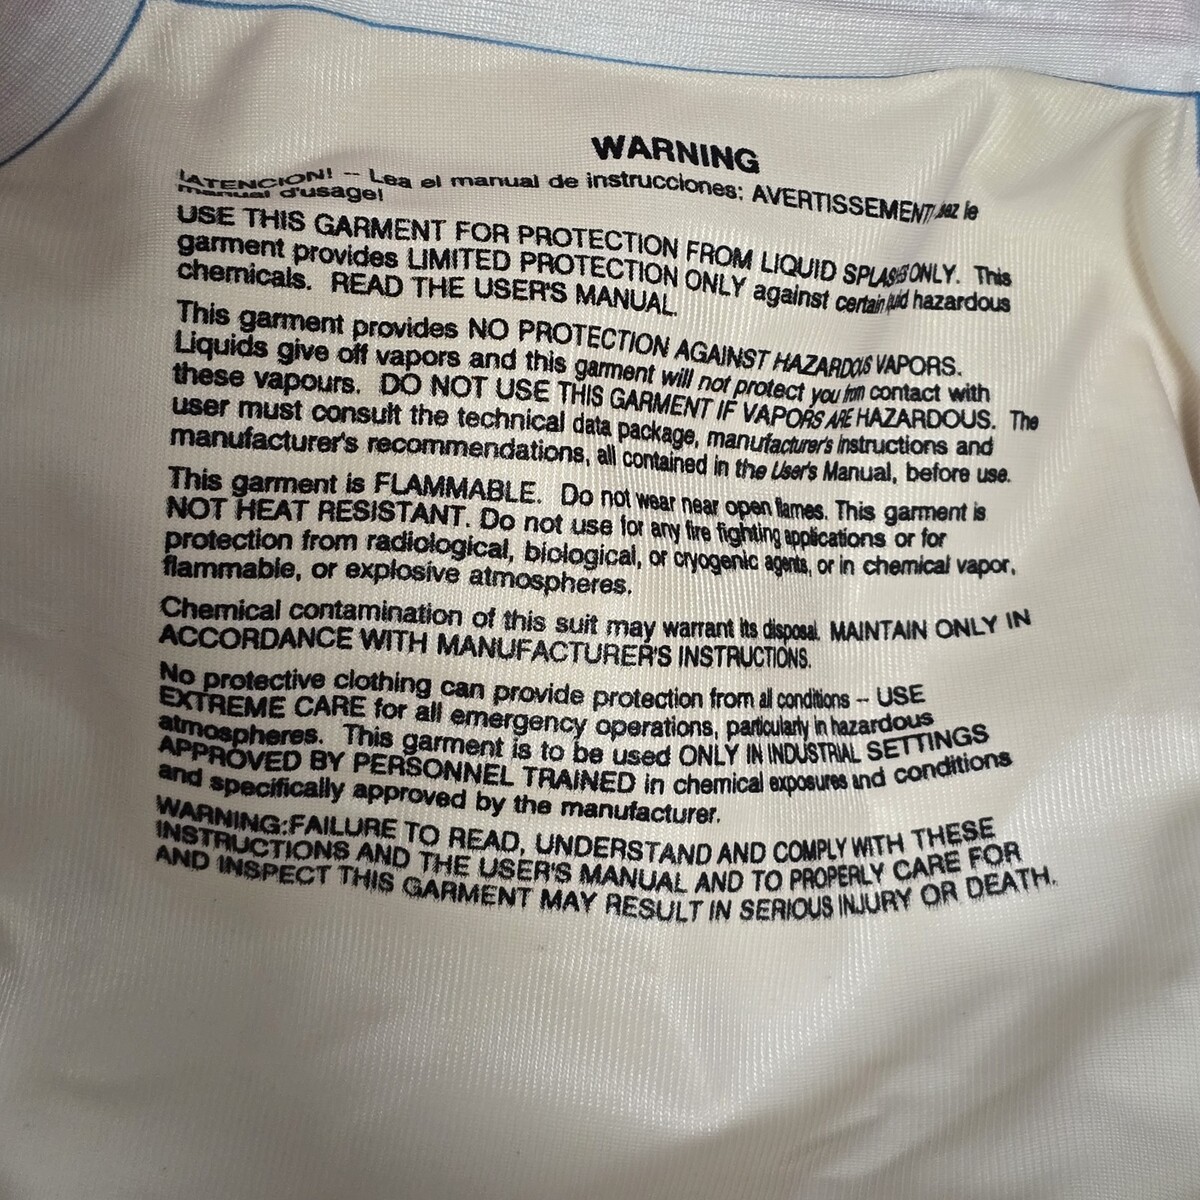 WARNING
¡ATENCION! -- Lea el manual de instrucciones; AVERTISSEMENT le
manual d'usage!
USE THIS GARMENT FOR PROTECTION FROM LIQUID SPLASHES ONLY. This
garment provides LIMITED PROTECTION ONLY against certain liquid hazardous
chemicals. READ THE USER'S MANUAL.
This garment provides NO PROTECTION AGAINST HAZARDOUS VAPORS.
Liquids give off vapors and this garment will not protect you from contact with
these vapours. DO NOT USE THIS GARMENT IF VAPORS ARE HAZARDOUS. The
user must consult the technical data package, manufacturer's instructions and
manufacturer's recommendations, all contained in the User's Manual, before use.
This garment is FLAMMABLE. Do not wear near open flames. This garment is
NOT HEAT RESISTANT. Do not use for any fire fighting applications or for
protection from radiological, biological, or cryogenic agents, or in chemical vapor,
flammable, or explosive atmospheres.
Chemical contamination of this suit may warrant its disposal. MAINTAIN ONLY IN
ACCORDANCE WITH MANUFACTURER'S INSTRUCTIONS.
No protective clothing can provide protection from all conditions -- USE
EXTREME CARE for all emergency operations, particularly in hazardous
atmospheres. This garment is to be used ONLY IN INDUSTRIAL SETTINGS
APPROVED BY PERSONNEL TRAINED in chemical exposures and conditions
and specifically approved by the manufacturer.
WARNING:FAILURE TO READ, UNDERSTAND AND COMPLY WITH THESE
INSTRUCTIONS AND THE USER'S MANUAL AND TO PROPERLY CARE FOR
AND INSPECT THIS GARMENT MAY RESULT IN SERIOUS INJURY OR DEATH.